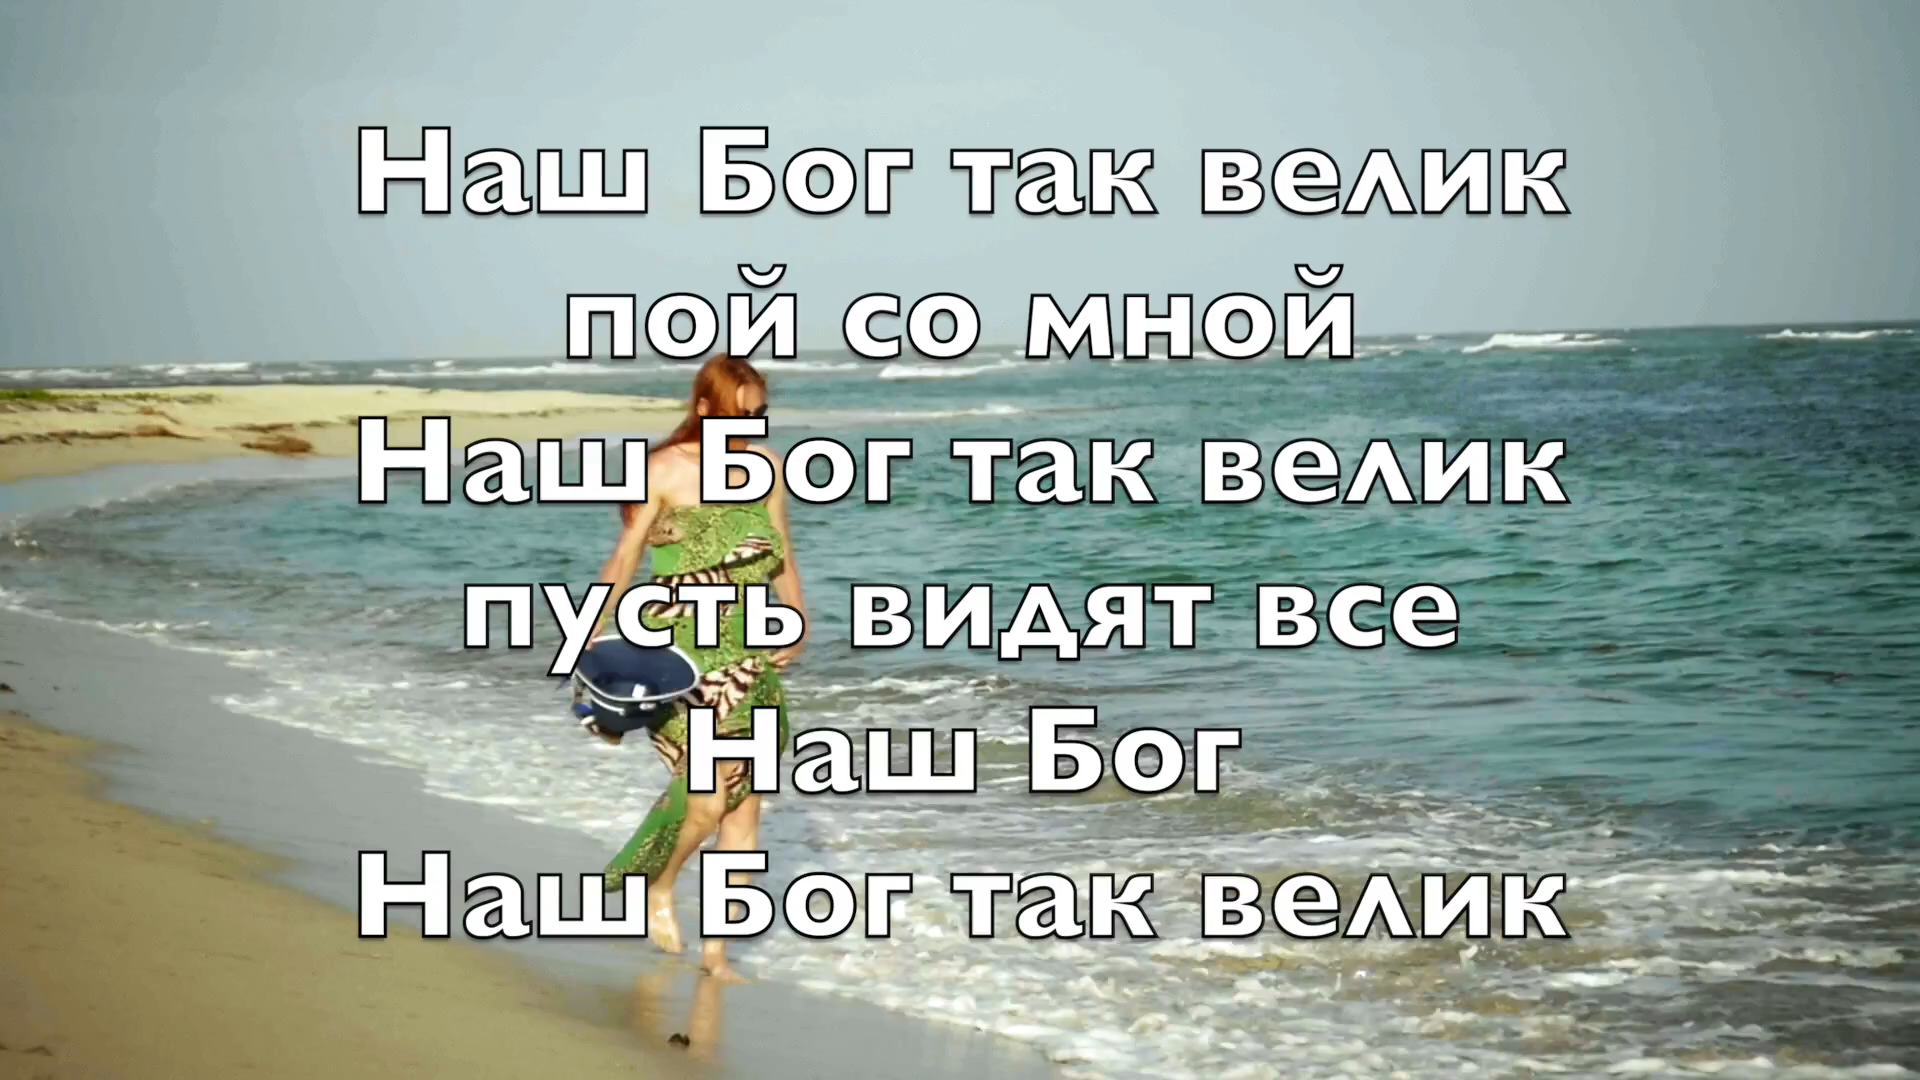 Наш Бог так велик
пой со мной
Наш Бог так велик
пусть видят все
Наш Бог
Наш Бог так велик